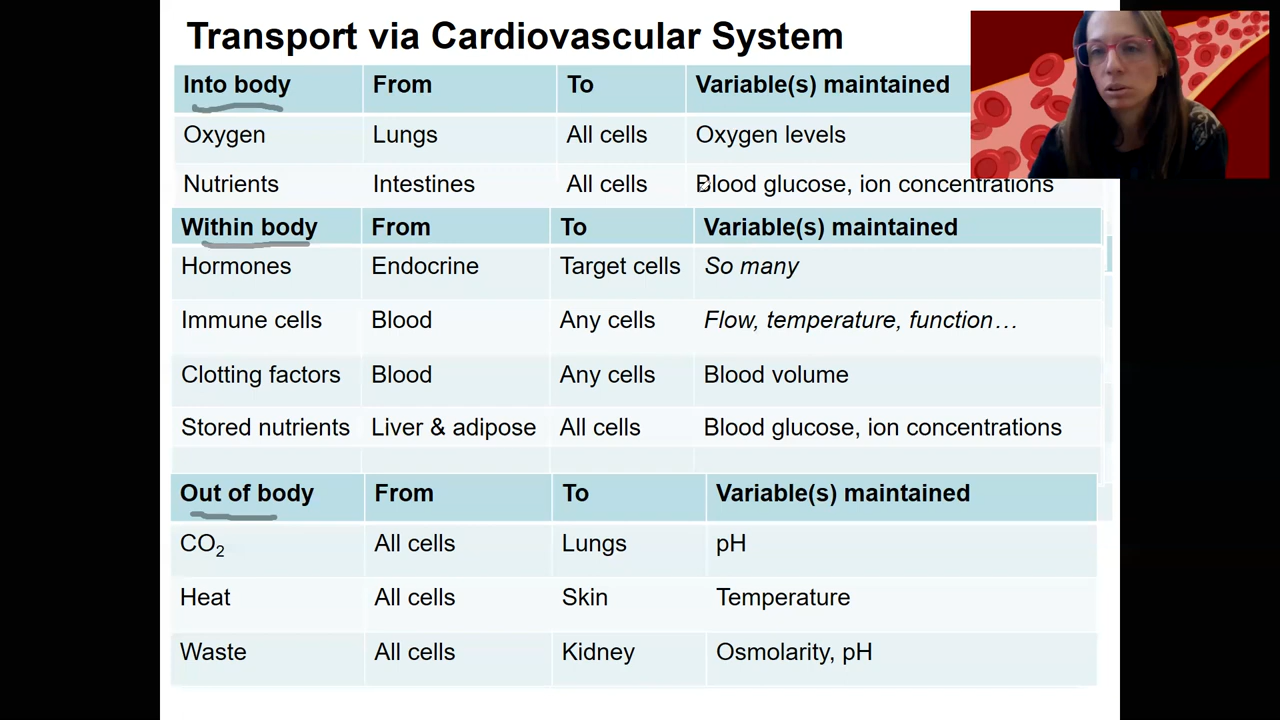 Transport via Cardiovascular System
Into body From To Variable(s) maintained
Oxygen Lungs All cells Oxygen levels
Nutrients Intestines All cells Blood glucose, ion concentrations
Within body From To Variable(s) maintained
Hormones Endocrine Target cells So many
Immune cells Blood Any cells Flow, temperature, function…
Clotting factors Blood Any cells Blood volume
Stored nutrients Liver & adipose All cells Blood glucose, ion concentrations
Out of body From To Variable(s) maintained
CO₂ All cells Lungs pH
Heat All cells Skin Temperature
Waste All cells Kidney Osmolarity, pH